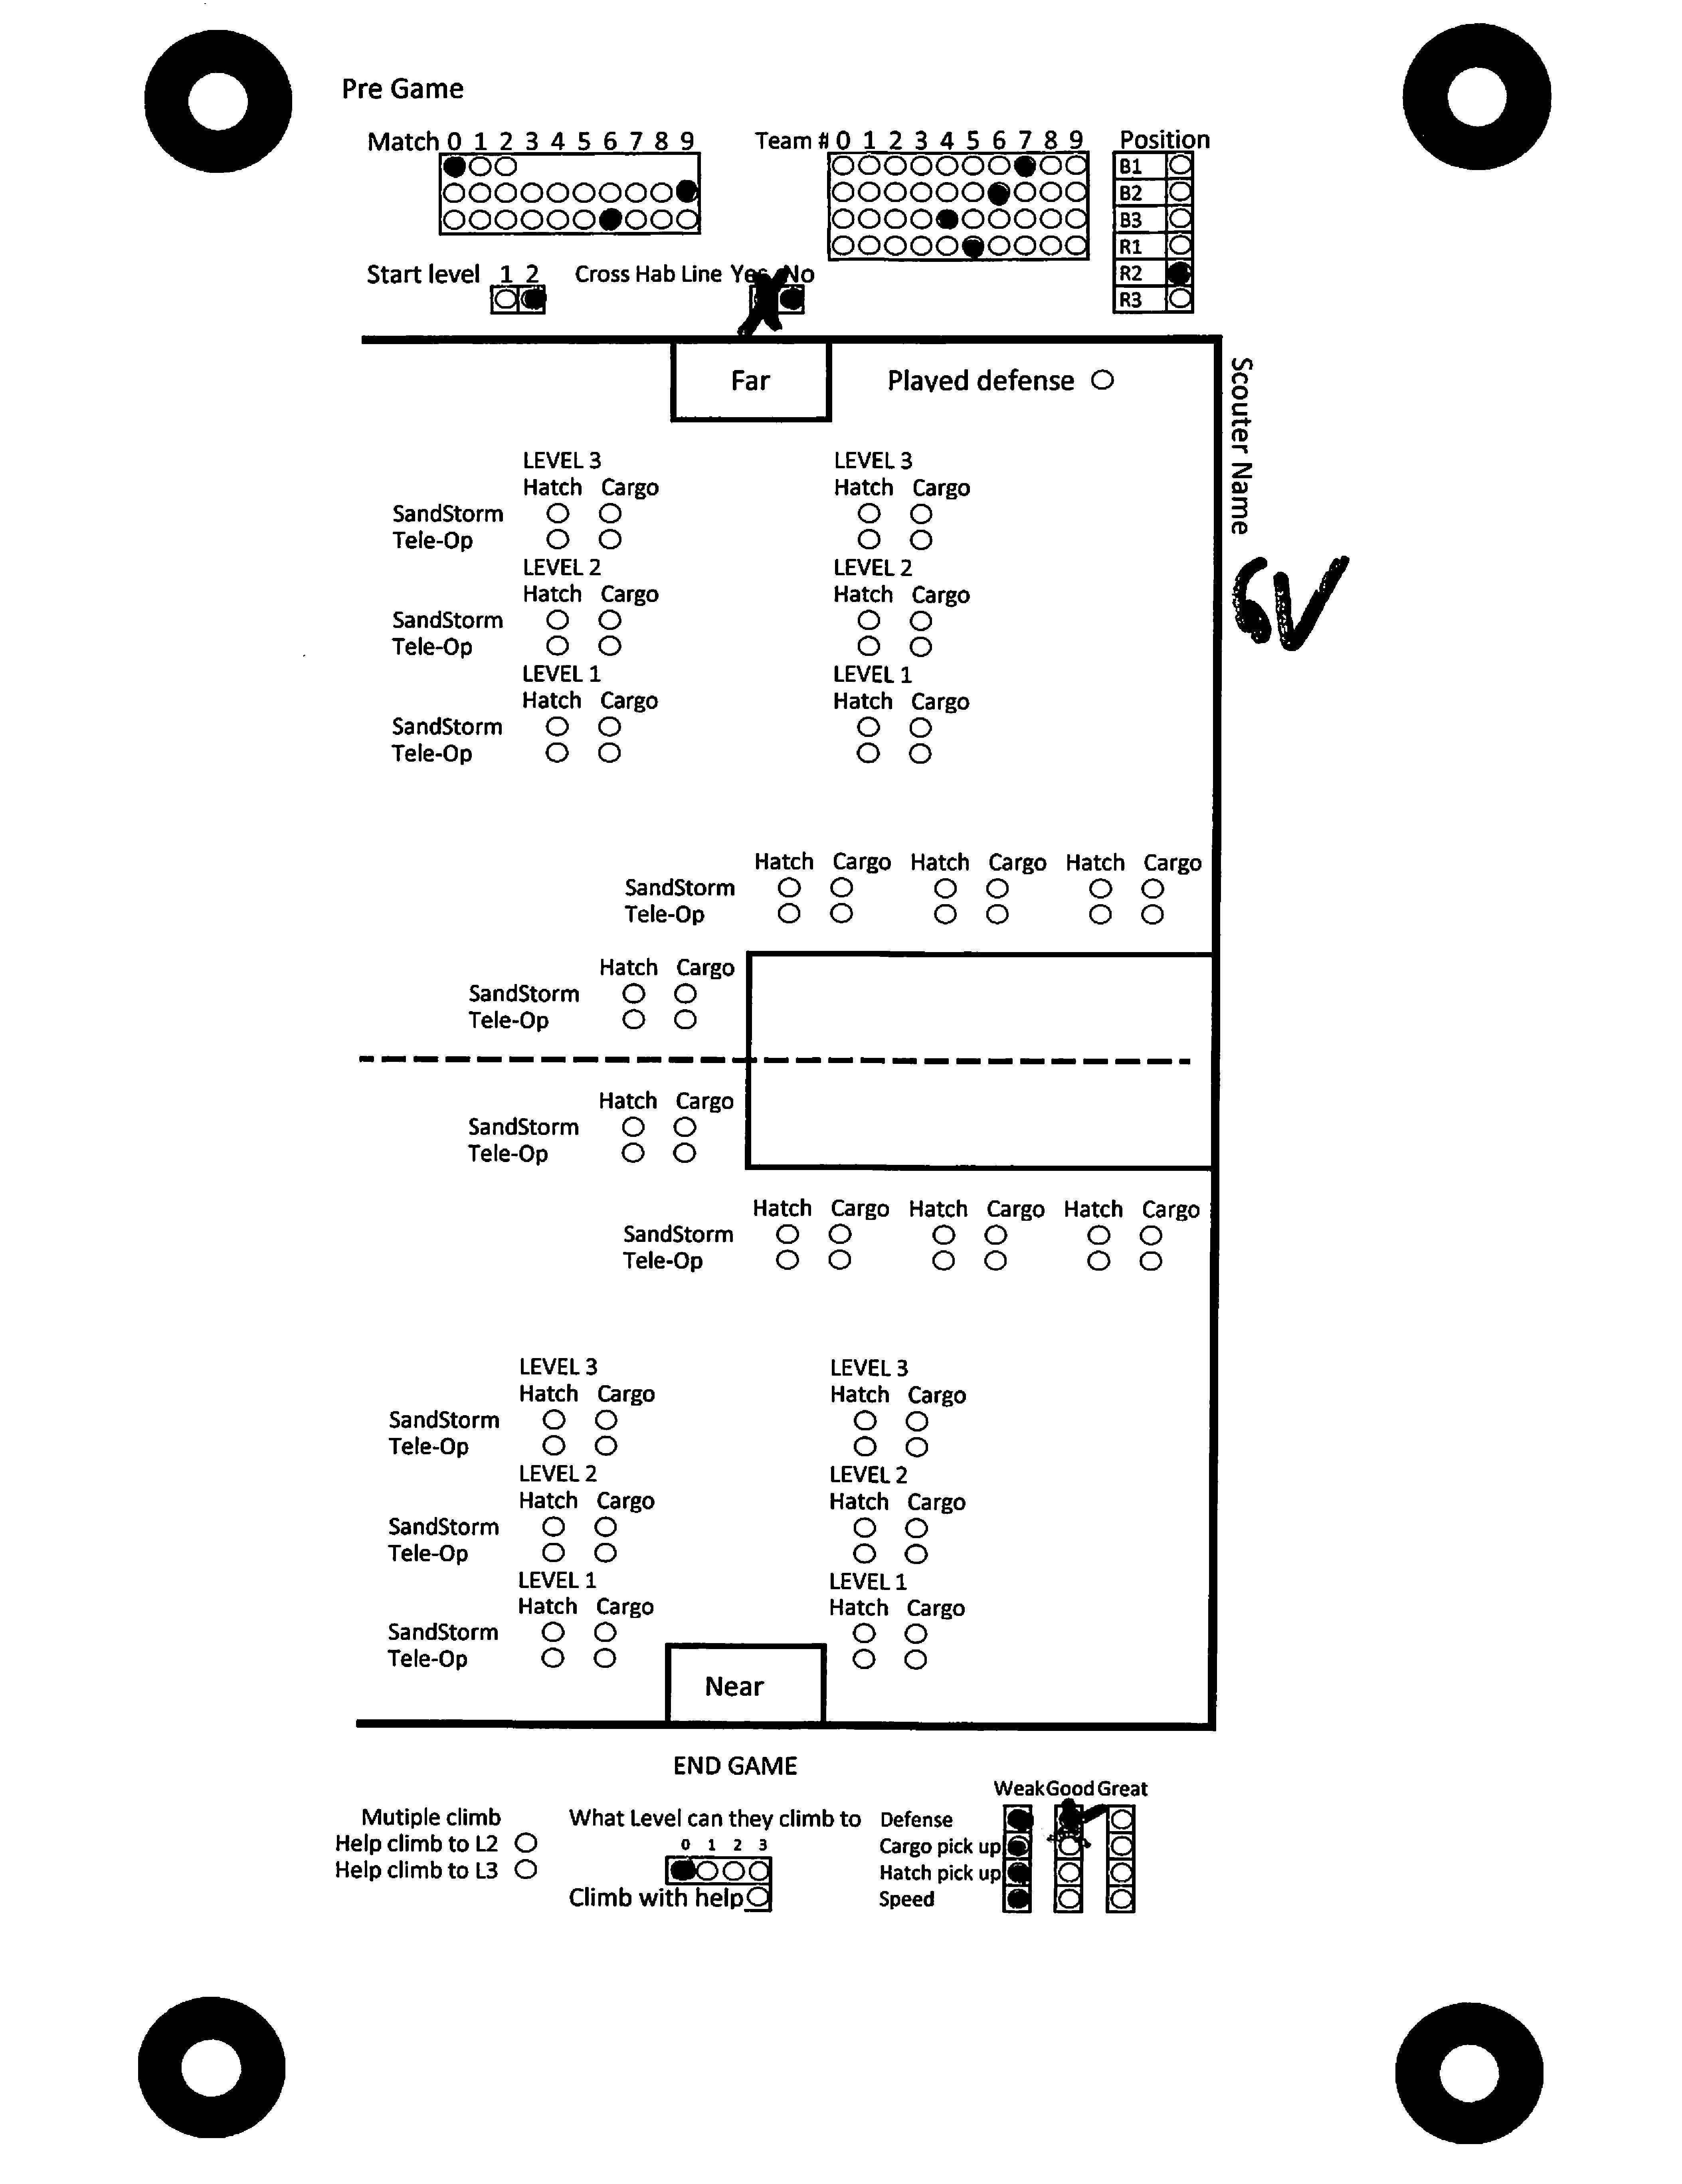 Pre Game
Match 0 1 2 3 4 5 6 7 8 9
Team # 0 1 2 3 4 5 6 7 8 9
Position
B1
B2
B3
R1
R2
R3
Start level 1 2
Cross Hab Line Yes No
Far
Played defense
Scouter Name
SV
LEVEL 3 LEVEL 3
Hatch Cargo Hatch Cargo
SandStorm
Tele-Op
LEVEL 2 LEVEL 2
Hatch Cargo Hatch Cargo
SandStorm
Tele-Op
LEVEL 1 LEVEL 1
Hatch Cargo Hatch Cargo
SandStorm
Tele-Op
Hatch Cargo Hatch Cargo Hatch Cargo
SandStorm
Tele-Op
Hatch Cargo
SandStorm
Tele-Op
Hatch Cargo
SandStorm
Tele-Op
Hatch Cargo Hatch Cargo Hatch Cargo
SandStorm
Tele-Op
LEVEL 3 LEVEL 3
Hatch Cargo Hatch Cargo
SandStorm
Tele-Op
LEVEL 2 LEVEL 2
Hatch Cargo Hatch Cargo
SandStorm
Tele-Op
LEVEL 1 LEVEL 1
Hatch Cargo Hatch Cargo
SandStorm
Tele-Op
Near
END GAME
Mutiple climb
Help climb to L2
Help climb to L3
What Level can they climb to
0 1 2 3
Climb with help
Weak Good Great
Defense
Cargo pick up
Hatch pick up
Speed